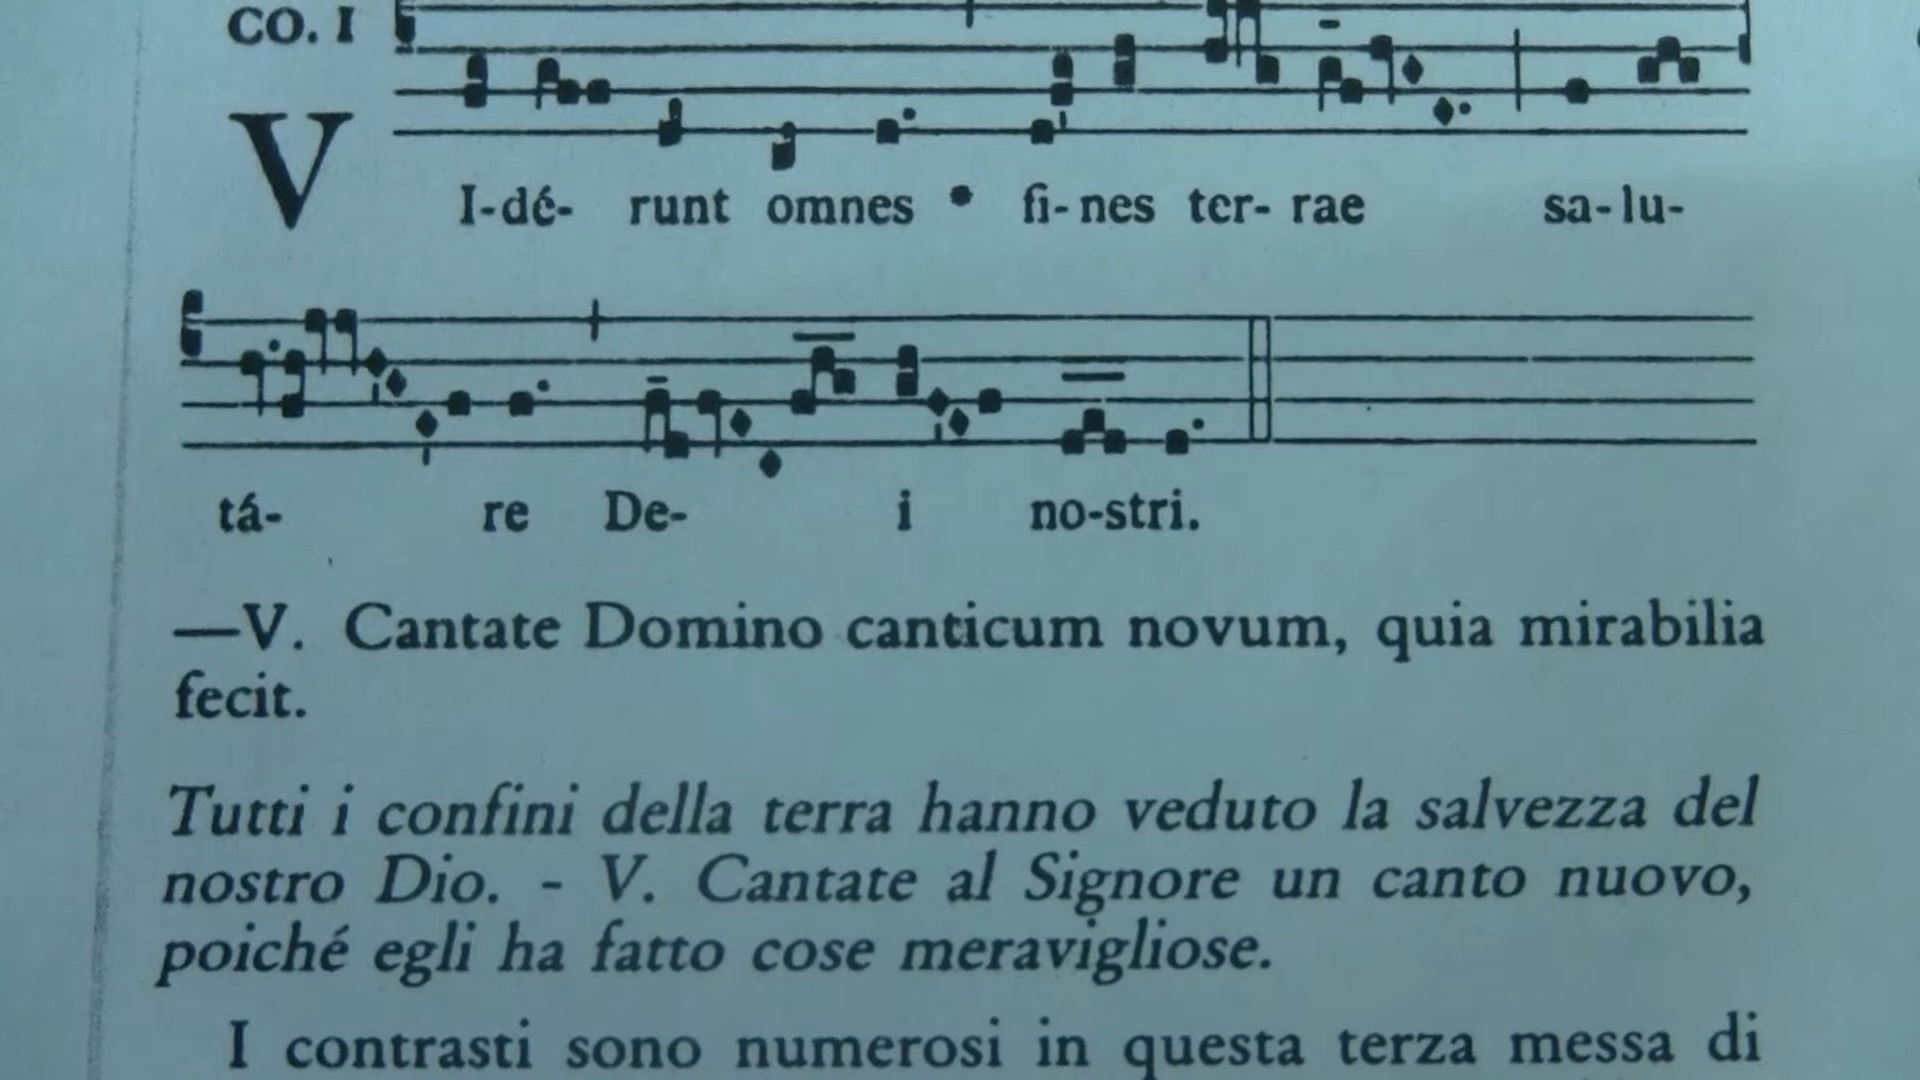 CO. I
VI-dé- runt omnes * fi- nes ter- rae sa- lu-
tá- re De- i no-stri.
—V. Cantate Domino canticum novum, quia mirabilia
fecit.
Tutti i confini della terra hanno veduto la salvezza del
nostro Dio. - V. Cantate al Signore un canto nuovo,
poiché egli ha fatto cose meravigliose.
I contrasti sono numerosi in questa terza messa di